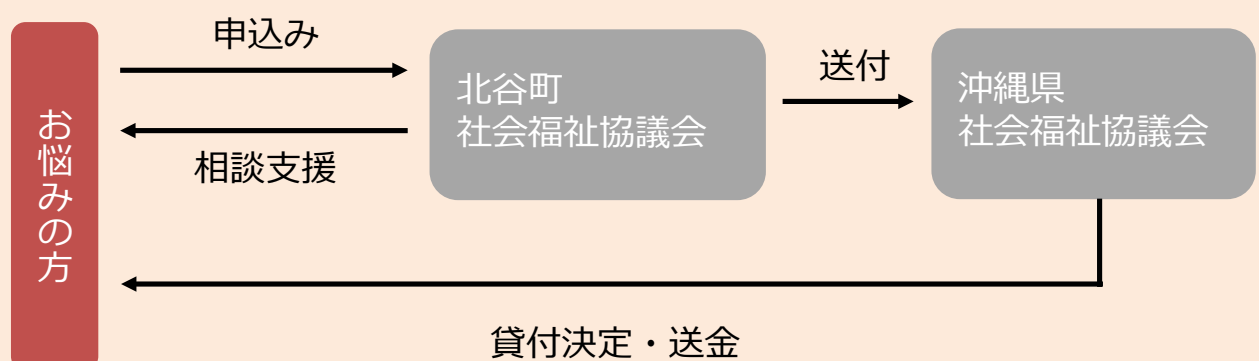 お悩みの方
申込み
相談支援
北谷町
社会福祉協議会
送付
沖縄県
社会福祉協議会
貸付決定・送金